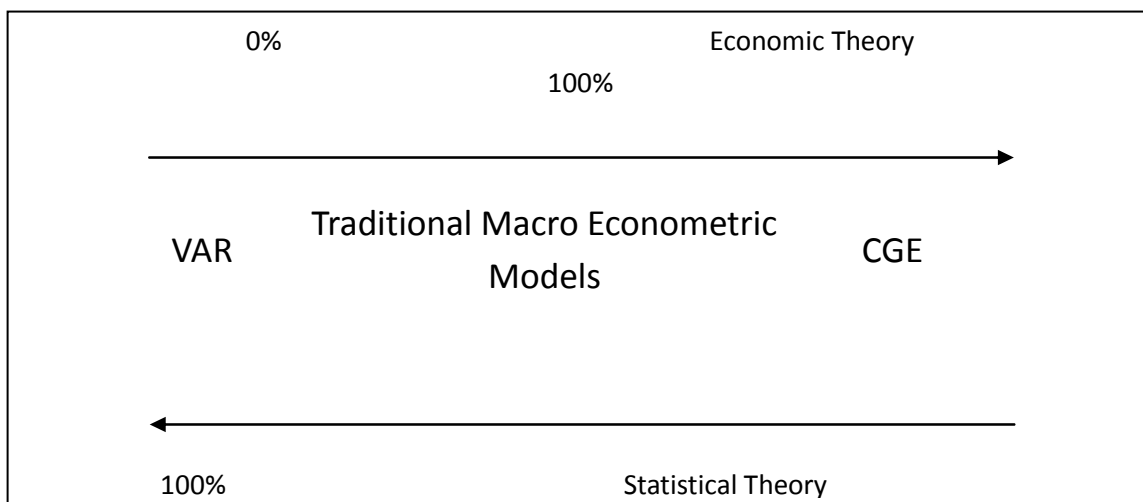 0% Economic Theory
100%
Traditional Macro Econometric
VAR CGE
Models
100% Statistical Theory